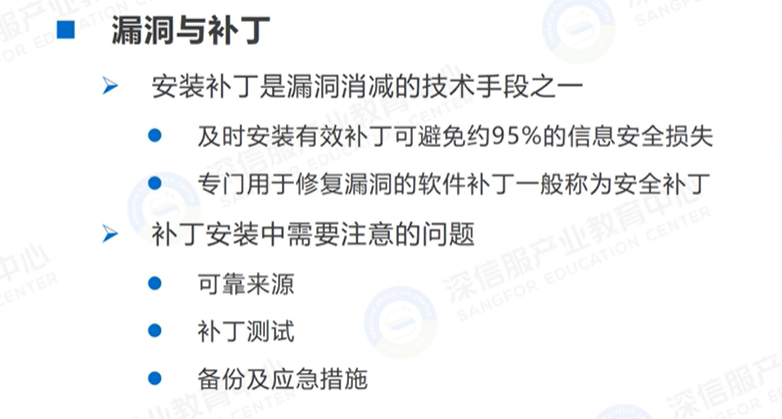 漏洞与补丁
安装补丁是漏洞消减的技术手段之一
及时安装有效补丁可避免约95%的信息安全损失
专门用于修复漏洞的软件补丁一般称为安全补丁
补丁安装中需要注意的问题
可靠来源
补丁测试
备份及应急措施
深信服产业教育中心
SANGFOR EDUCATION CENTER